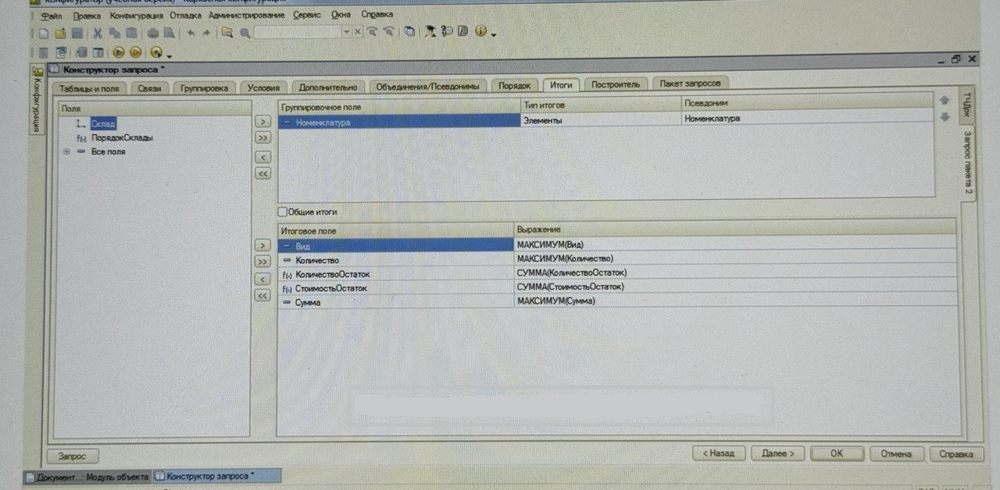 Конфигуратор (учебная версия) - Каркасная конфигурация
Файл Правка Конфигурация Отладка Администрирование Сервис Окна Справка
Конфигурация
Конструктор запроса *
Таблицы и поля Связи Группировка Условия Дополнительно Объединения/Псевдонимы Порядок Итоги Построитель Пакет запросов
Поля
Склад
ПорядокСклады
Все поля
>
>>
<
<<
Группировочное поле Тип итогов Псевдоним
Номенклатура Элементы Номенклатура
Общие итоги
>
>>
<
<<
Итоговое поле Выражение
Вид МАКСИМУМ(Вид)
Количество МАКСИМУМ(Количество)
КоличествоОстаток СУММА(КоличествоОстаток)
СтоимостьОстаток СУММА(СтоимостьОстаток)
Сумма МАКСИМУМ(Сумма)
ТЧДок
Запрос пакета 2
Запрос < Назад Далее > OK Отмена Справка
Документ...: Модуль объекта Конструктор запроса *